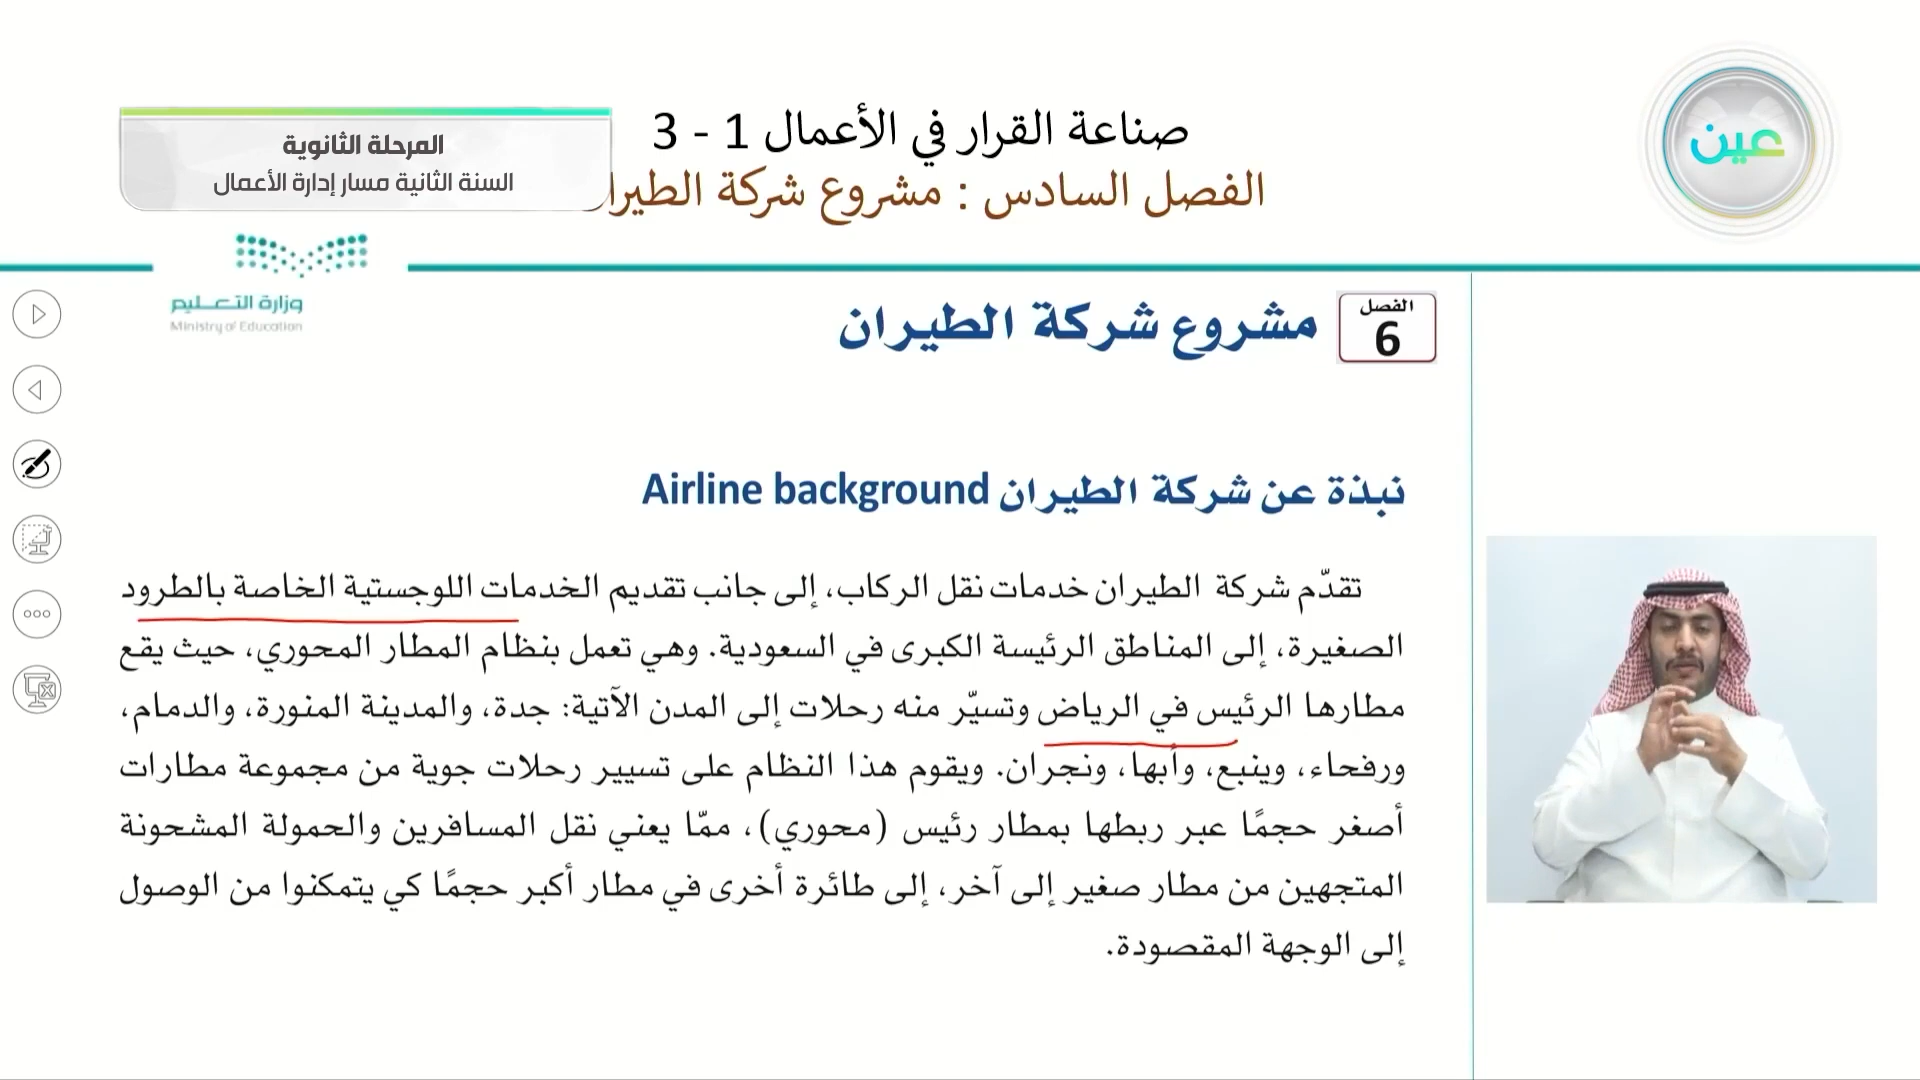 صناعة القرار في الأعمال 1 - 3
الفصل السادس : مشروع شركة
المرحلة الثانوية
السنة الثانية مسار إدارة الأعمال
عين
وزارة التعليم
Ministry of Education
الفصل
6
مشروع شركة الطيران
نبذة عن شركة الطيران Airline background
تقدّم شركة الطيران خدمات نقل الركاب، إلى جانب تقديم الخدمات اللوجستية الخاصة بالطرود
الصغيرة، إلى المناطق الرئيسة الكبرى في السعودية. وهي تعمل بنظام المطار المحوري، حيث يقع
مطارها الرئيس في الرياض وتسيّر منه رحلات إلى المدن الآتية: جدة، والمدينة المنورة، والدمام،
ورفحاء، وينبع، وأبها، ونجران. ويقوم هذا النظام على تسيير رحلات جوية من مجموعة مطارات
أصغر حجمًا عبر ربطها بمطار رئيس (محوري)، ممّا يعني نقل المسافرين والحمولة المشحونة
المتجهين من مطار صغير إلى آخر، إلى طائرة أخرى في مطار أكبر حجمًا كي يتمكنوا من الوصول
إلى الوجهة المقصودة.